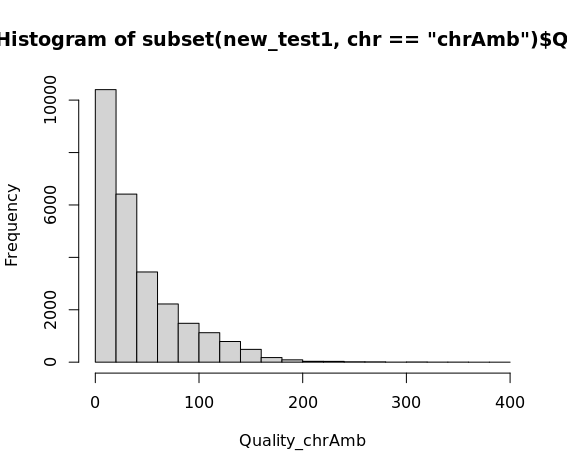 Histogram of subset(new_test1, chr == "chrAmb")$Q
Frequency
10000
6000
2000
0
0 100 200 300 400
Quality_chrAmb